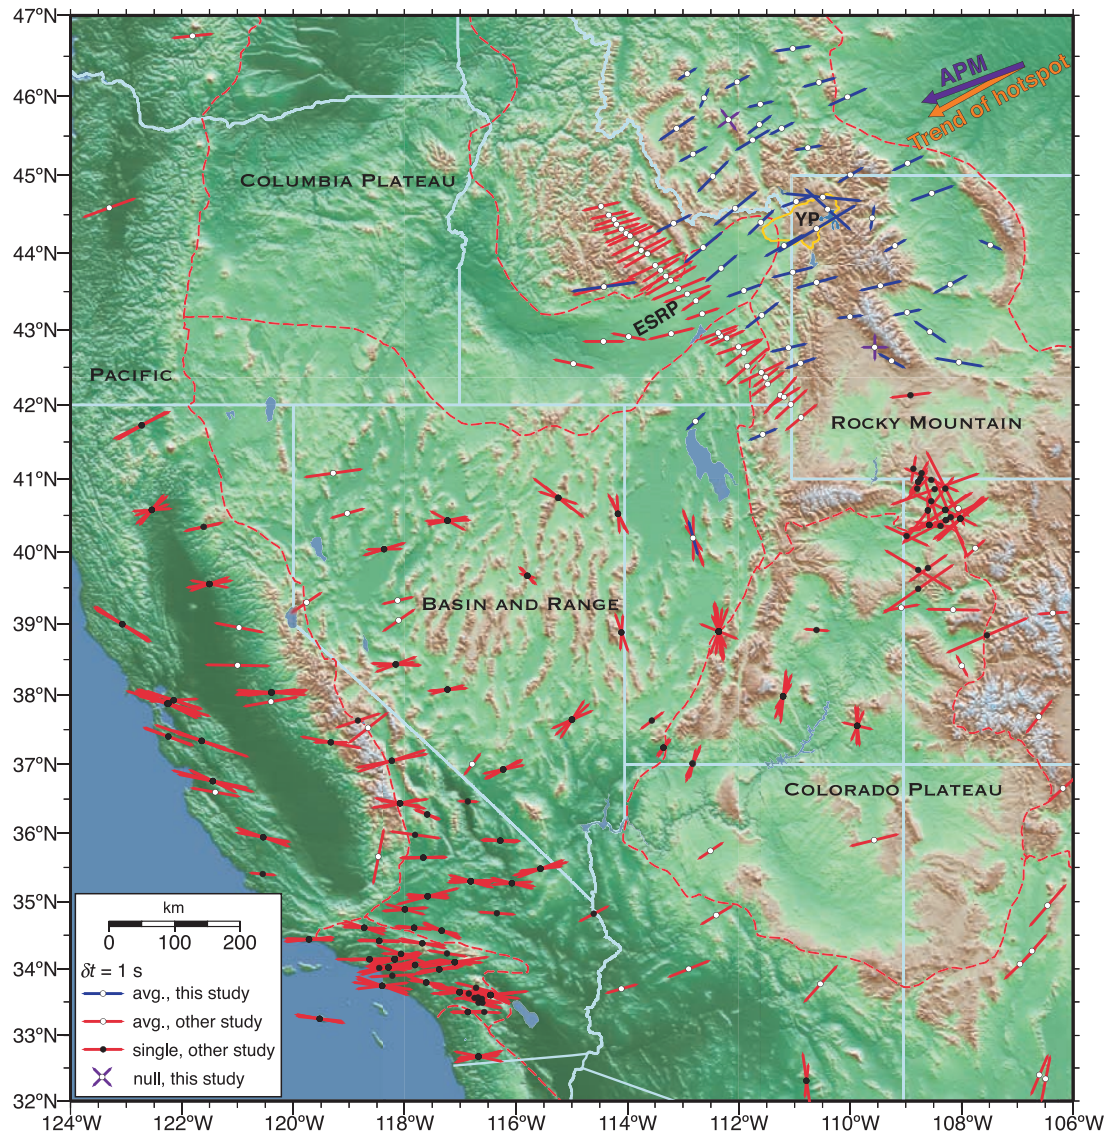 47°N
46°N
45°N
44°N
43°N
42°N
41°N
40°N
39°N
38°N
37°N
36°N
35°N
34°N
33°N
32°N
APM
Trend of hotspot
COLUMBIA PLATEAU
YP
ESRP
PACIFIC
ROCKY MOUNTAIN
BASIN AND RANGE
COLORADO PLATEAU
km
0 100 200
δt = 1 s
avg., this study
avg., other study
single, other study
null, this study
124°W 122°W 120°W 118°W 116°W 114°W 112°W 110°W 108°W 106°W